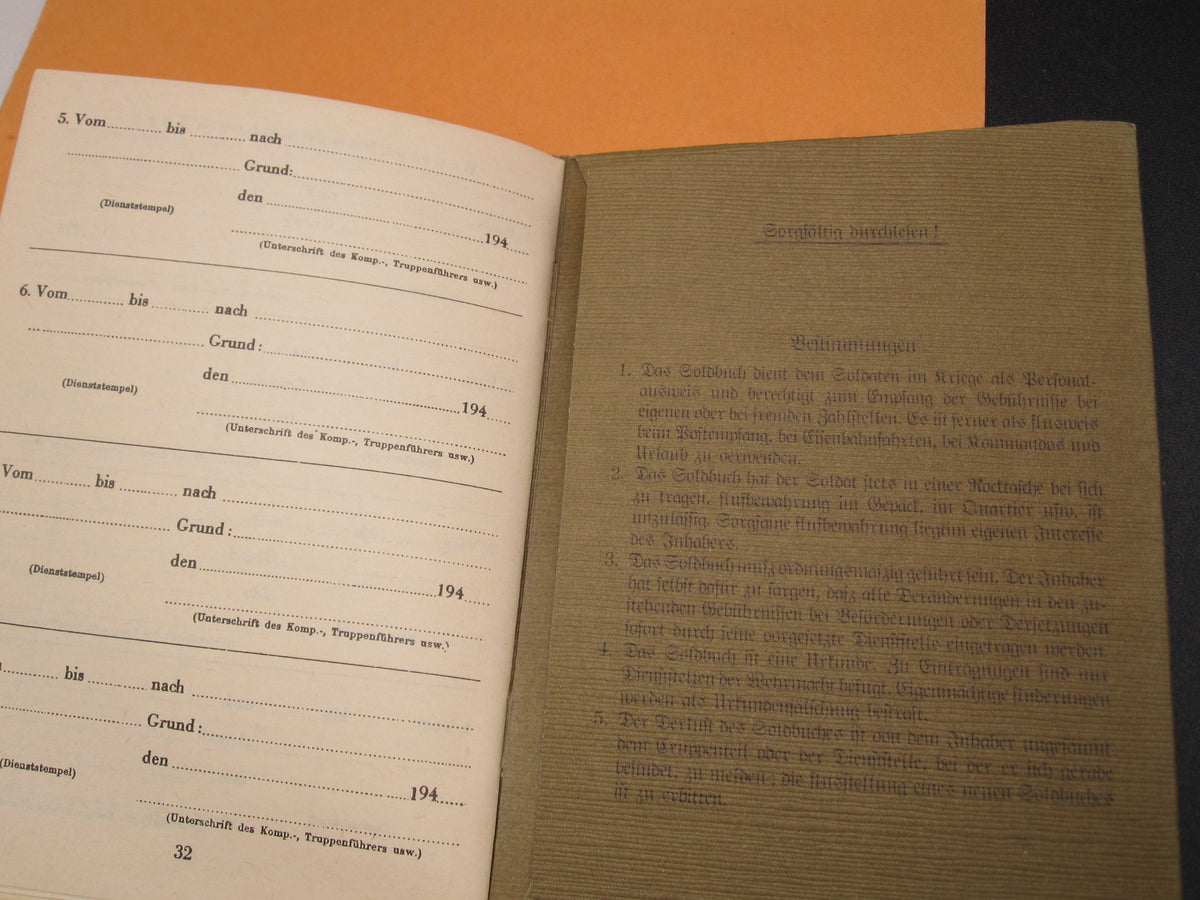 5. Vom............ bis ............ nach
Grund:
den
(Dienststempel)
194
(Unterschrift des Komp.-, Truppenführers usw.)
6. Vom............ bis ............ nach
Grund:
den
(Dienststempel)
194
(Unterschrift des Komp.-, Truppenführers usw.)
Vom............ bis ............ nach
Grund:
den
(Dienststempel)
194
(Unterschrift des Komp.-, Truppenführers usw.)
bis ............ nach
Grund:
den
(Dienststempel)
194
(Unterschrift des Komp.-, Truppenführers usw.)
32
Sorgfältig durchlesen!
Bestimmungen
1. Das Soldbuch dient dem Soldaten im Kriege als Personal-
ausweis und berechtigt zum Empfang der Gebührnisse bei
eigenen oder bei fremden Zahlstellen. Es ist ferner als Ausweis
beim Postempfang, bei Eisenbahnfahrten, bei Kommandos und
Urlaub zu verwenden.
2. Das Soldbuch hat der Soldat stets in einer Rocktasche bei sich
zu tragen. Aufbewahrung im Gepäck, im Quartier usw. ist
unzulässig. Sorgsame Aufbewahrung liegt im eigenen Interesse
des Inhabers.
3. Das Soldbuch muß ordnungsmäszig geführt sein. Der Inhaber
hat selbst dafür zu sargen, dasz alle Veränderungen in den zu-
stehenden Gebührnissen bei Beförderungen oder Versetzungen
sofort durch seine vorgesetzte Dienststelle eingetragen werden.
4. Das Soldbuch ist eine Urkunde. Zu Eintragungen sind nur
Dienststellen der Wehrmacht befugt. Eigenmächtige Änderungen
werden als Urkundenfälschung bestraft.
5. Der Verlust des Soldbuches ist von dem Inhaber ungesäumt
dem Truppenteil oder der Dienststelle, bei der er sich gerade
befindet, zu melden; die Ausstellung eines neuen Soldbuches
ist zu erbitten.